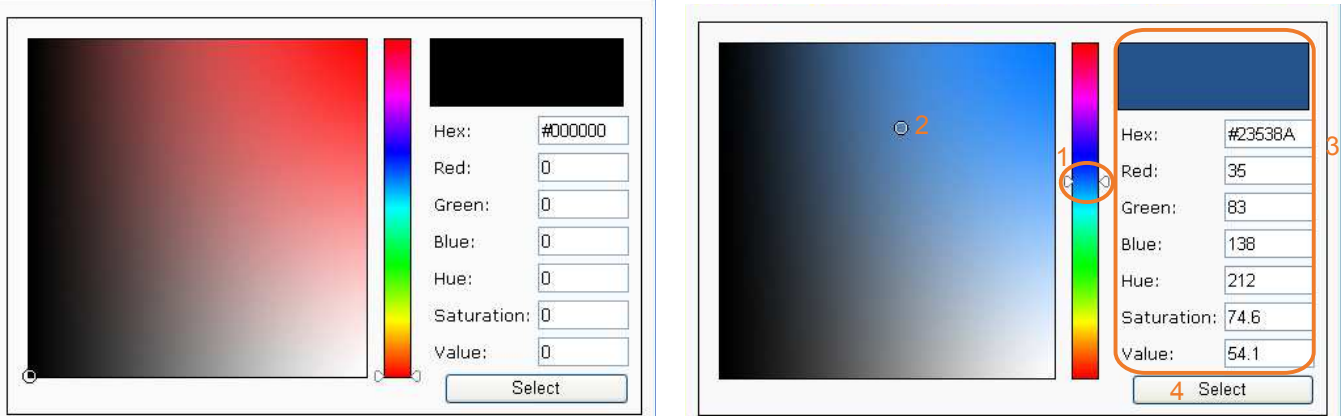 Hex: #000000
Red: 0
Green: 0
Blue: 0
Hue: 0
Saturation: 0
Value: 0
Select
2
1
3
Hex: #23538A
Red: 35
Green: 83
Blue: 138
Hue: 212
Saturation: 74.6
Value: 54.1
4 Select